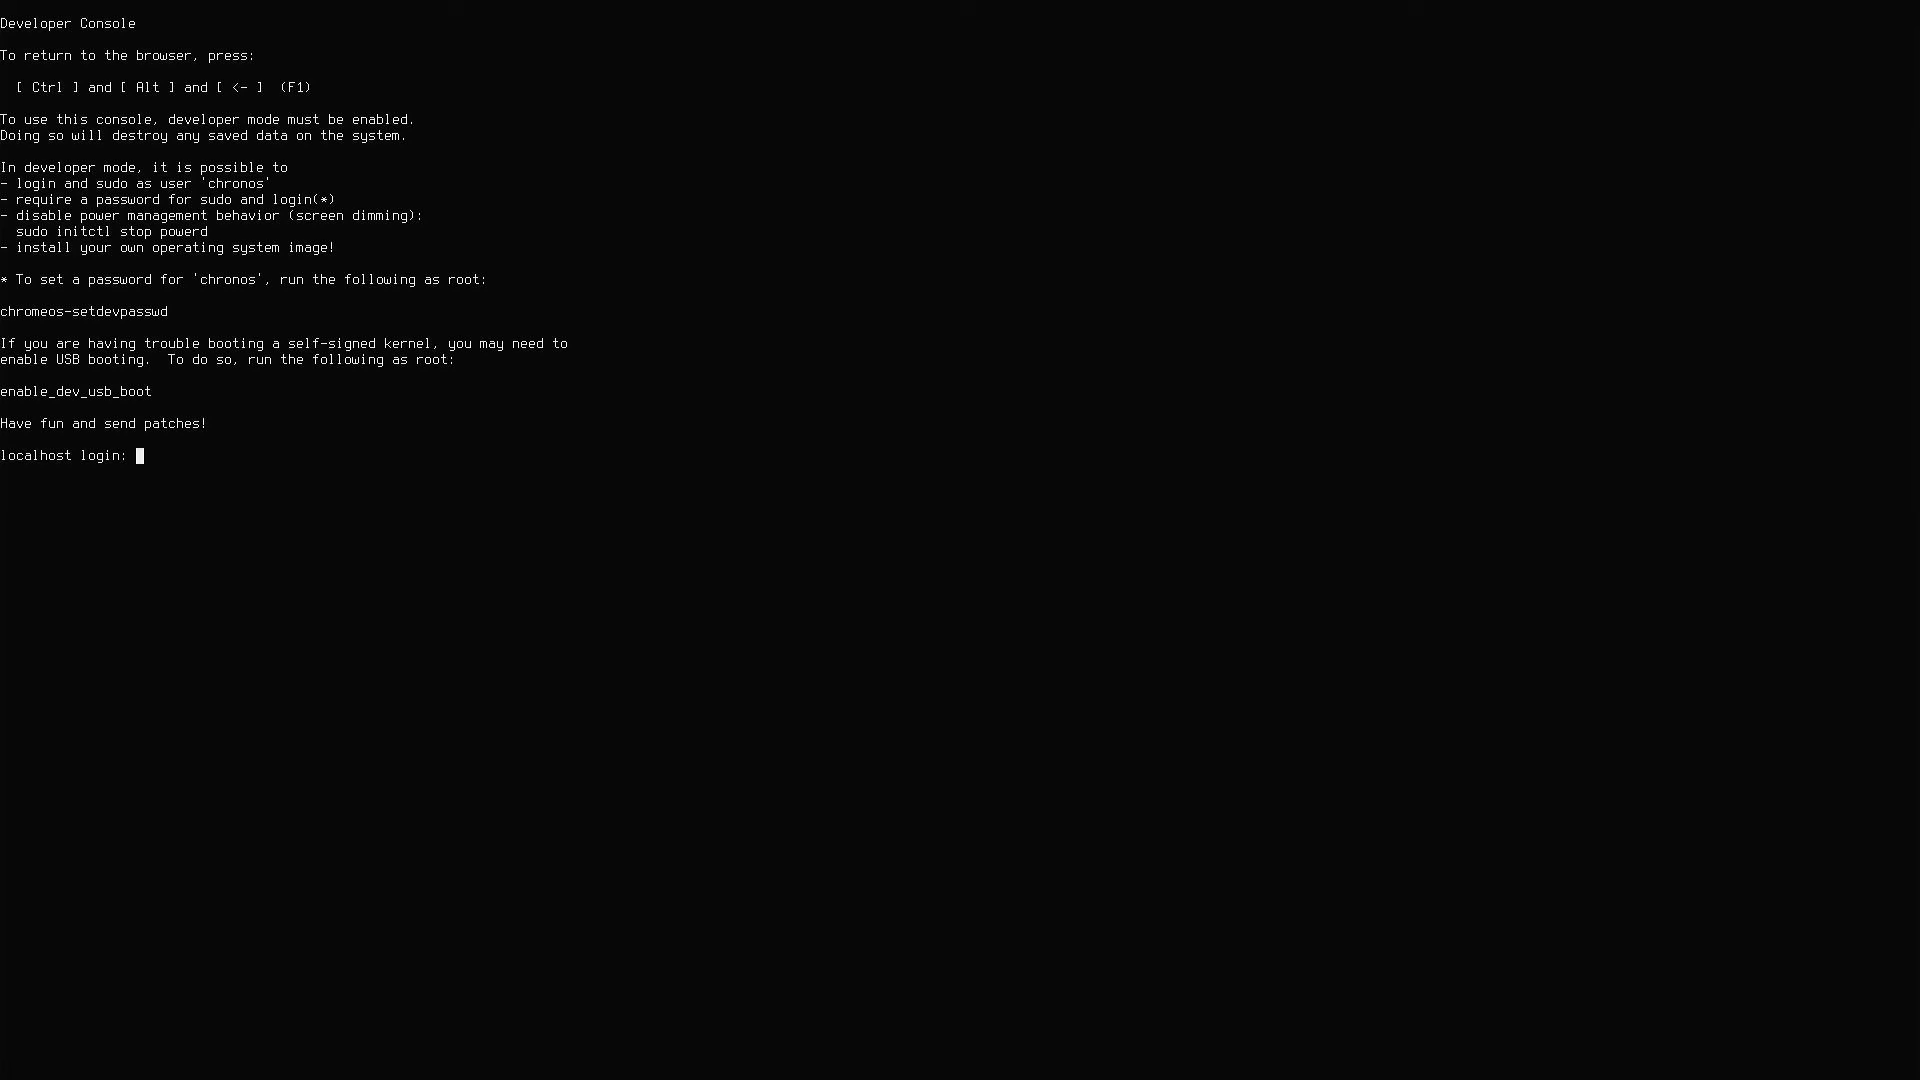 Developer Console
To return to the browser, press:
[ Ctrl ] and [ Alt ] and [ <- ]  (F1)
To use this console, developer mode must be enabled.
Doing so will destroy any saved data on the system.
In developer mode, it is possible to
- login and sudo as user 'chronos'
- require a password for sudo and login(*)
- disable power management behavior (screen dimming):
sudo initctl stop powerd
- install your own operating system image!
* To set a password for 'chronos', run the following as root:
chromeos-setdevpasswd
If you are having trouble booting a self-signed kernel, you may need to
enable USB booting.  To do so, run the following as root:
enable_dev_usb_boot
Have fun and send patches!
localhost login: